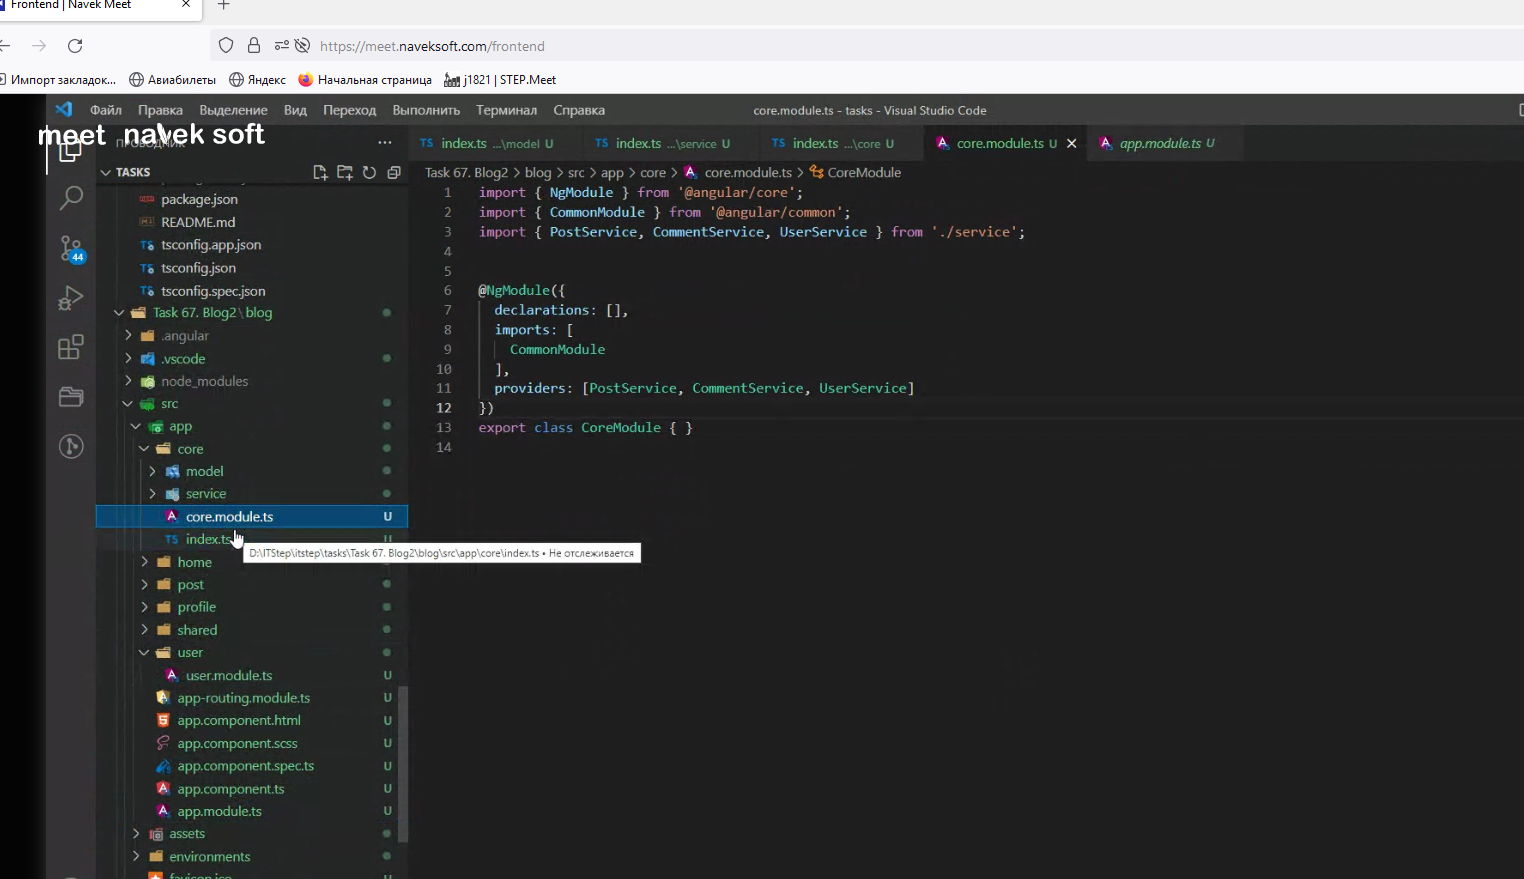 Frontend | Navek Meet
https://meet.naveksoft.com/frontend
Импорт закладок...
Авиабилеты
Яндекс
Начальная страница
j1821 | STEP.Meet
Файл Правка Выделение Вид Переход Выполнить Терминал Справка
core.module.ts - tasks - Visual Studio Code
meet navek soft
ПРОВОДНИК
index.ts ...\model U
index.ts ...\service U
index.ts ...\core U
core.module.ts U
app.module.ts U
TASKS
Task 67. Blog2 > blog > src > app > core > core.module.ts > CoreModule
package.json
README.md
tsconfig.app.json
tsconfig.json
tsconfig.spec.json
44
Task 67. Blog2\blog
.angular
.vscode
node_modules
src
app
core
model
service
core.module.ts U
index.ts U
D:\ITStep\itstep\tasks\Task 67. Blog2\blog\src\app\core\index.ts • Не отслеживается
home
post
profile
shared
user
user.module.ts U
app-routing.module.ts U
app.component.html U
app.component.scss U
app.component.spec.ts U
app.component.ts U
app.module.ts U
assets
environments
favicon.ico U
1 import { NgModule } from '@angular/core';
2 import { CommonModule } from '@angular/common';
3 import { PostService, CommentService, UserService } from './service';
4
5
6 @NgModule({
7 declarations: [],
8 imports: [
9 CommonModule
10 ],
11 providers: [PostService, CommentService, UserService]
12 })
13 export class CoreModule { }
14